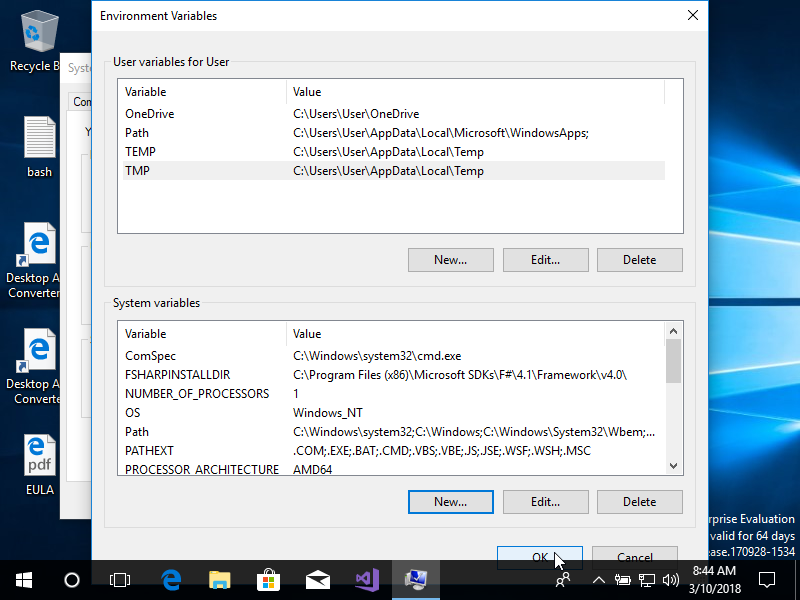 Environment Variables
Recycle B
Syst
Com
Y
bash
Desktop A
Converter
Desktop A
Converte
pdf
EULA
User variables for User
Variable Value
OneDrive C:\Users\User\OneDrive
Path C:\Users\User\AppData\Local\Microsoft\WindowsApps;
TEMP C:\Users\User\AppData\Local\Temp
TMP C:\Users\User\AppData\Local\Temp
New... Edit... Delete
System variables
Variable Value
ComSpec C:\Windows\system32\cmd.exe
FSHARPINSTALLDIR C:\Program Files (x86)\Microsoft SDKs\F#\4.1\Framework\v4.0\
NUMBER_OF_PROCESSORS 1
OS Windows_NT
Path C:\Windows\system32;C:\Windows;C:\Windows\System32\Wbem;...
PATHEXT .COM;.EXE;.BAT;.CMD;.VBS;.VBE;.JS;.JSE;.WSF;.WSH;.MSC
PROCESSOR_ARCHITECTURE AMD64
New... Edit... Delete
OK Cancel
rprise Evaluation
valid for 64 days
ease.170928-1534
8:44 AM
3/10/2018